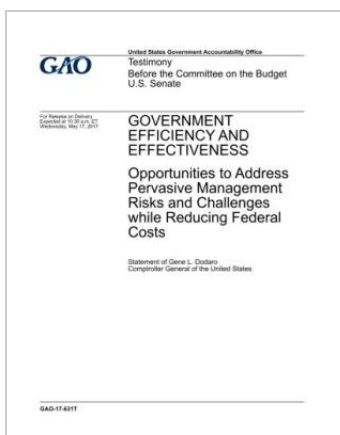 United States Government Accountability Office
GAO
Testimony
Before the Committee on the Budget
U.S. Senate
For Release on Delivery
Expected at 10:30 a.m. ET
Wednesday, May 17, 2017
GOVERNMENT
EFFICIENCY AND
EFFECTIVENESS
Opportunities to Address
Pervasive Management
Risks and Challenges
while Reducing Federal
Costs
Statement of Gene L. Dodaro
Comptroller General of the United States
GAO-17-631T